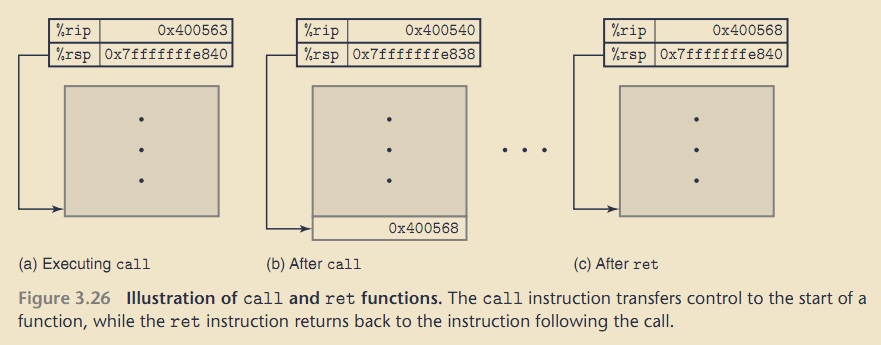 %rip 0x400563
%rsp 0x7fffffffe840
%rip 0x400540
%rsp 0x7fffffffe838
%rip 0x400568
%rsp 0x7fffffffe840
0x400568
(a) Executing call
(b) After call
(c) After ret
Figure 3.26 Illustration of call and ret functions. The call instruction transfers control to the start of a
function, while the ret instruction returns back to the instruction following the call.